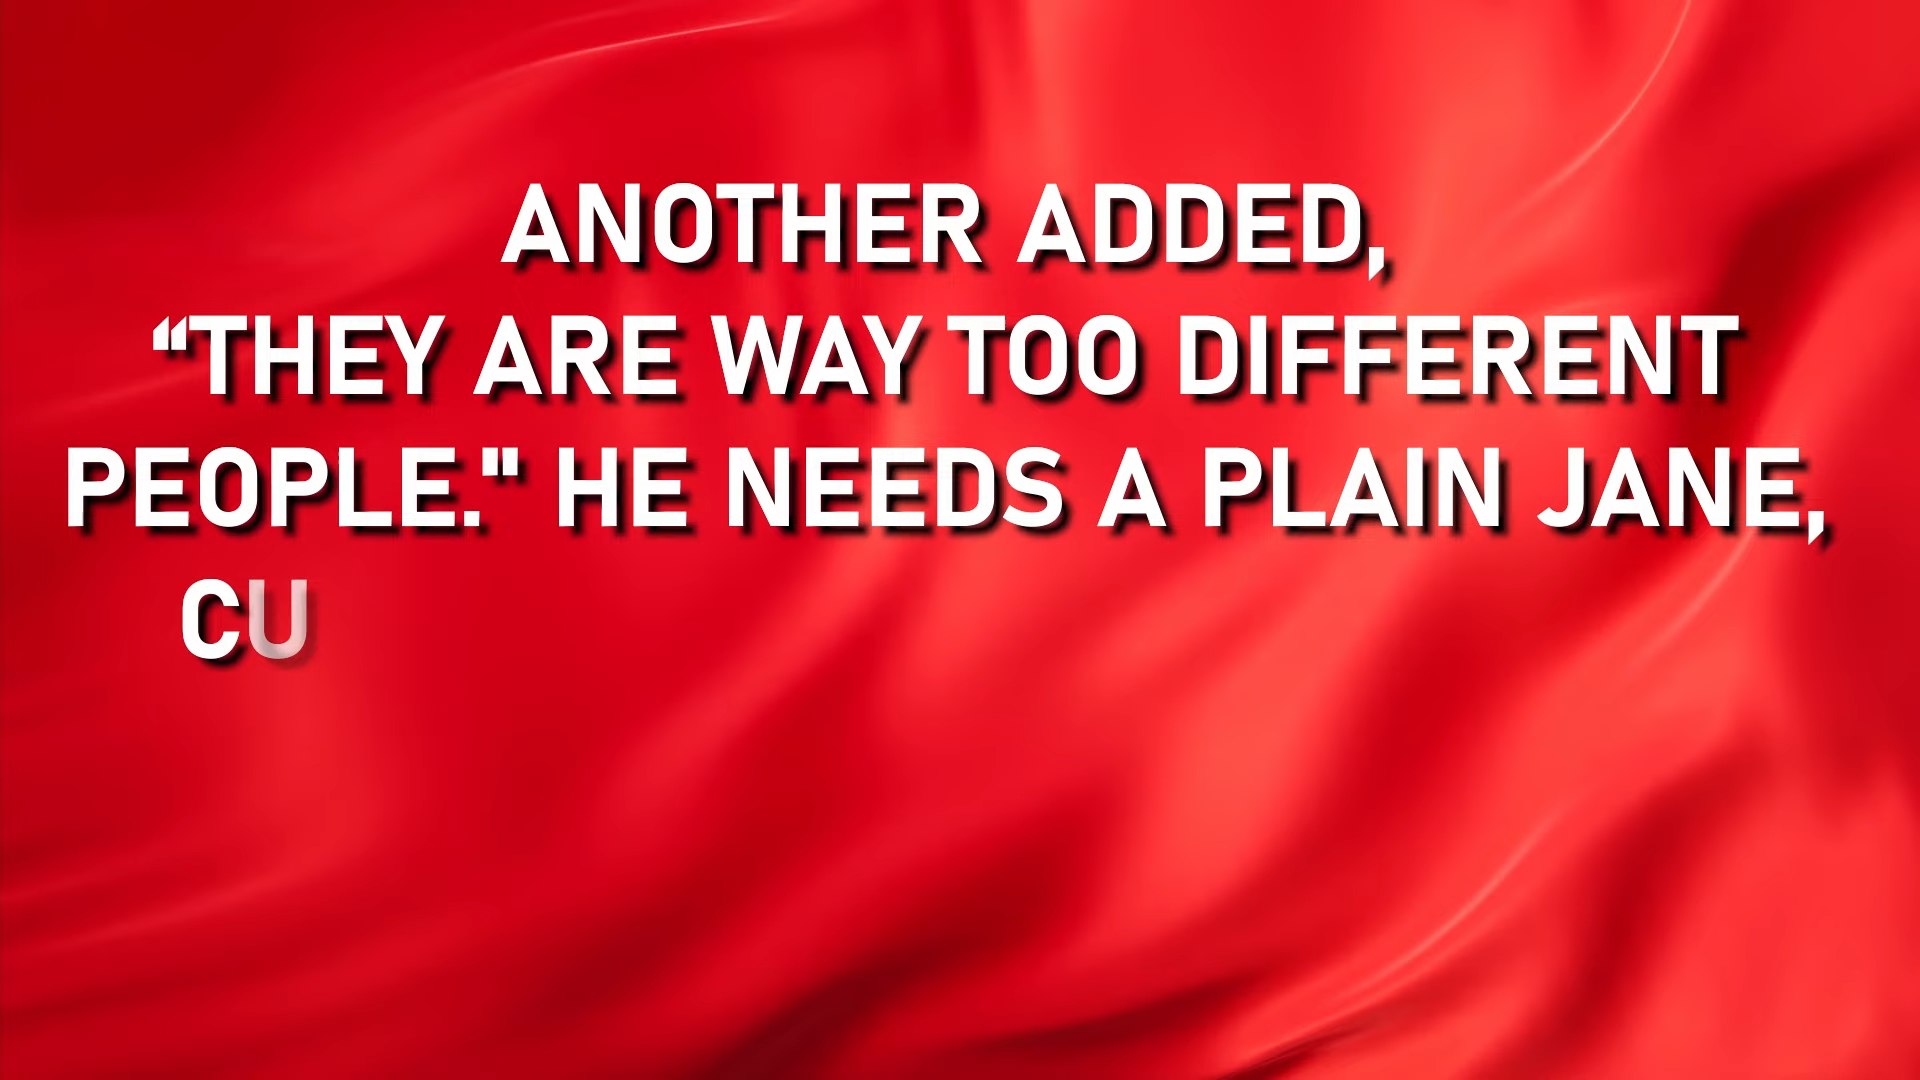 ANOTHER ADDED,
“THEY ARE WAY TOO DIFFERENT
PEOPLE." HE NEEDS A PLAIN JANE,
CU